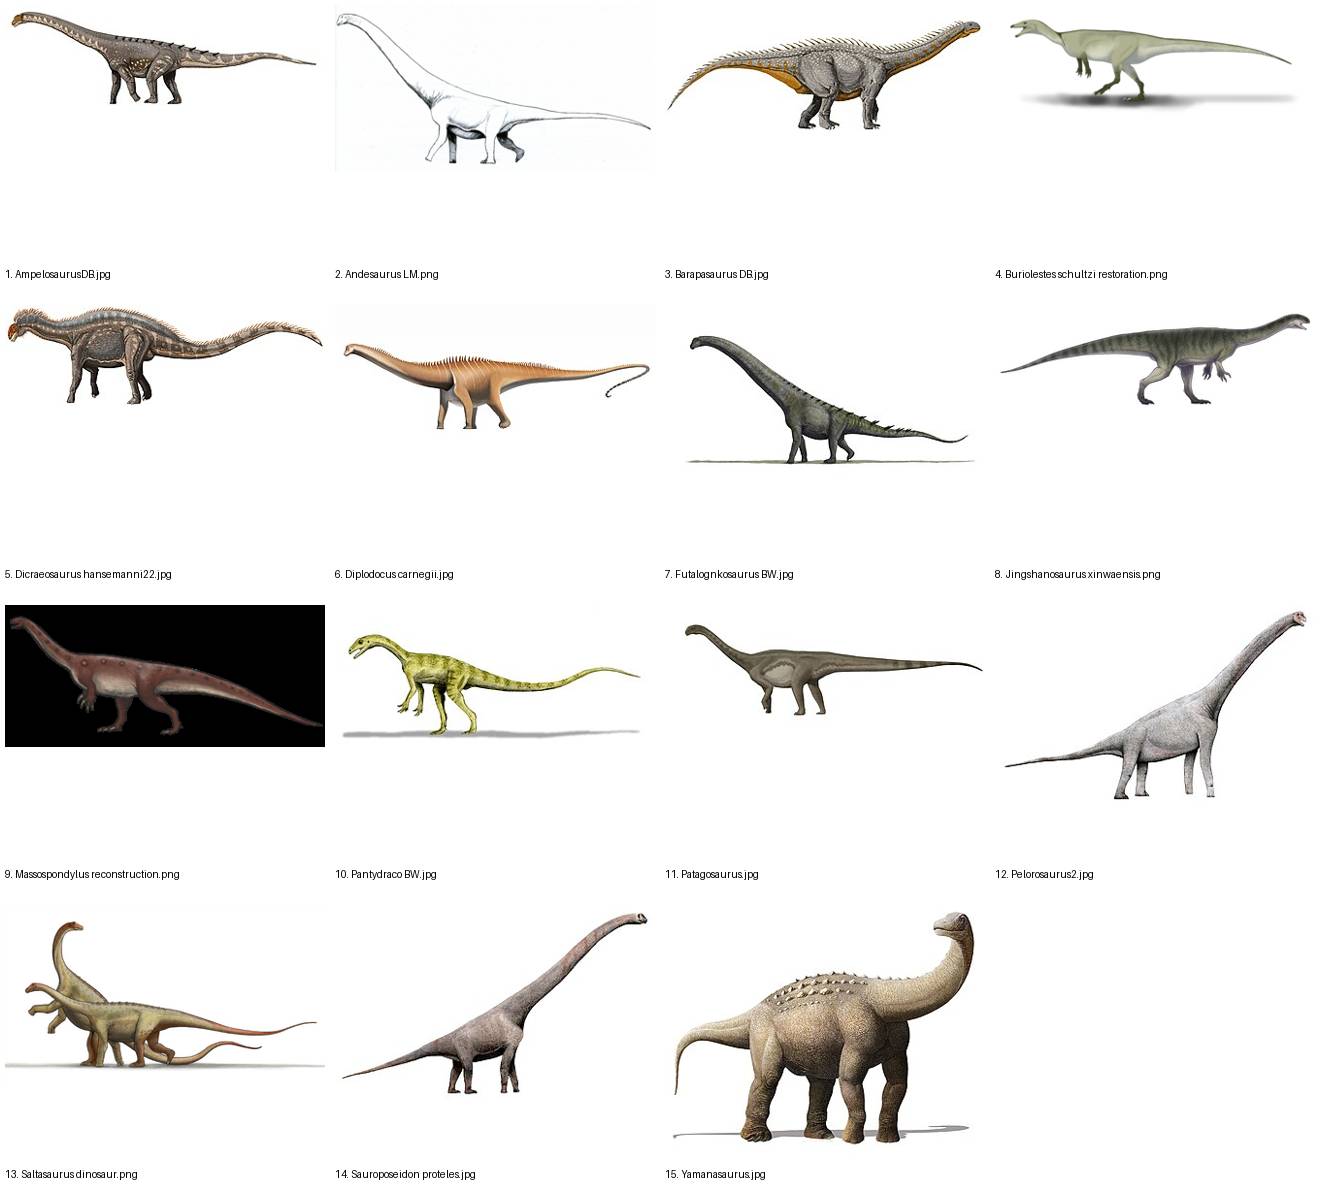 1. AmpelosaurusDB.jpg
2. Andesaurus LM.png
3. Barapasaurus DB.jpg
4. Buriolestes schultzi restoration.png
5. Dicraeosaurus hansemanni22.jpg
6. Diplodocus carnegii.jpg
7. Futalognkosaurus BW.jpg
8. Jingshanosaurus xinwaensis.png
9. Massospondylus reconstruction.png
10. Pantydraco BW.jpg
11. Patagosaurus.jpg
12. Pelorosaurus2.jpg
13. Saltasaurus dinosaur.png
14. Sauroposeidon proteles.jpg
15. Yamanasaurus.jpg